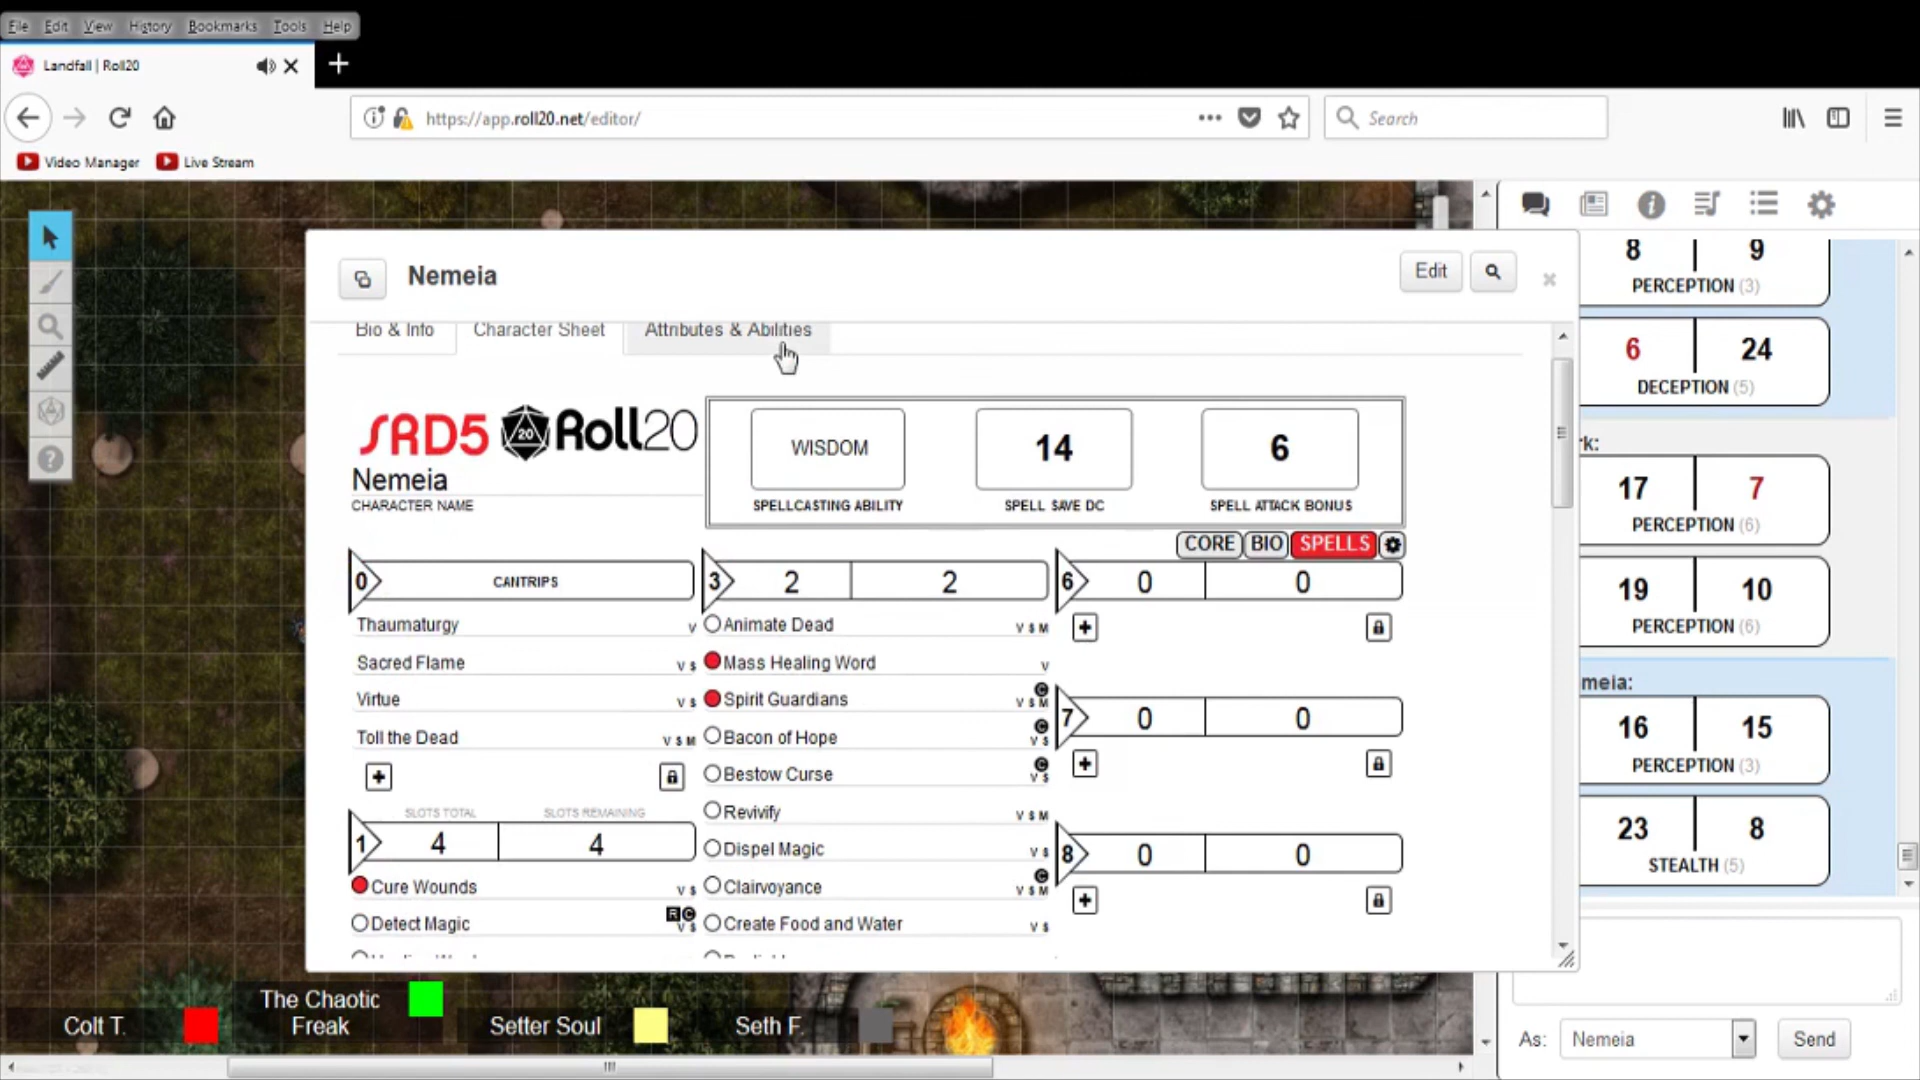 File Edit View History Bookmarks Tools Help
Landfall | Roll20
https://app.roll20.net/editor/
Search
Video Manager Live Stream
Nemeia
Edit
Bio & Info Character Sheet Attributes & Abilities
SRD5 Roll20
Nemeia
CHARACTER NAME
WISDOM 14 6
SPELLCASTING ABILITY SPELL SAVE DC SPELL ATTACK BONUS
CORE BIO SPELLS
0 CANTRIPS
Thaumaturgy V
Sacred Flame V S
Virtue V S
Toll the Dead V S M
SLOTS TOTAL SLOTS REMAINING
1 4 4
Cure Wounds V S
Detect Magic R C V S
3 2 2
Animate Dead V S M
Mass Healing Word V
Spirit Guardians C V S M
Bacon of Hope C V S
Bestow Curse C V S
Revivify V S M
Dispel Magic V S
Clairvoyance C V S M
Create Food and Water V S
6 0 0
7 0 0
8 0 0
8 9
PERCEPTION (3)
6 24
DECEPTION (5)
rk:
17 7
PERCEPTION (6)
19 10
PERCEPTION (6)
meia:
16 15
PERCEPTION (3)
23 8
STEALTH (5)
Colt T.
The Chaotic
Freak
Setter Soul
Seth F.
As: Nemeia Send